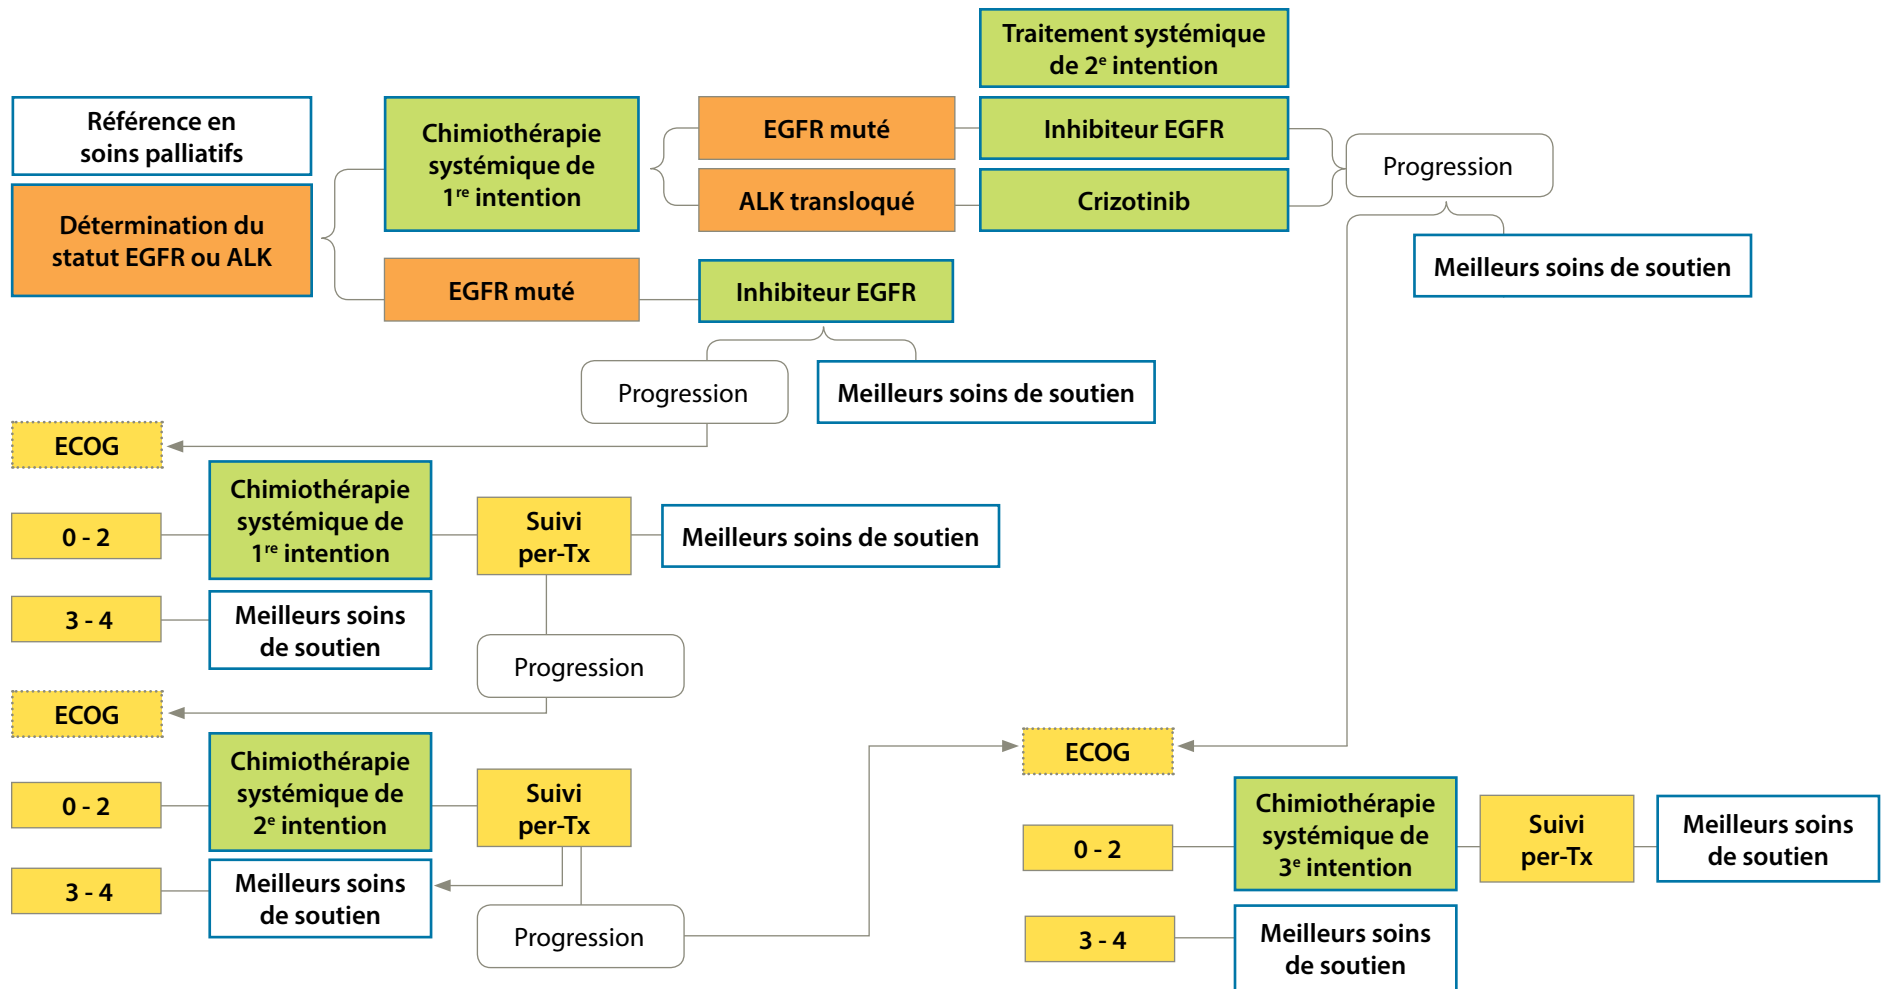 Traitement systémique
de 2e intention
Référence en
soins palliatifs
Détermination du
statut EGFR ou ALK
Chimiothérapie
systémique de
1re intention
EGFR muté
Inhibiteur EGFR
ALK transloqué
Crizotinib
Progression
Meilleurs soins de soutien
EGFR muté
Inhibiteur EGFR
Progression
Meilleurs soins de soutien
ECOG
0 - 2
Chimiothérapie
systémique de
1re intention
Suivi
per-Tx
Meilleurs soins de soutien
3 - 4
Meilleurs soins
de soutien
Progression
ECOG
0 - 2
Chimiothérapie
systémique de
2e intention
Suivi
per-Tx
3 - 4
Meilleurs soins
de soutien
Progression
ECOG
0 - 2
Chimiothérapie
systémique de
3e intention
Suivi
per-Tx
Meilleurs soins
de soutien
3 - 4
Meilleurs soins
de soutien